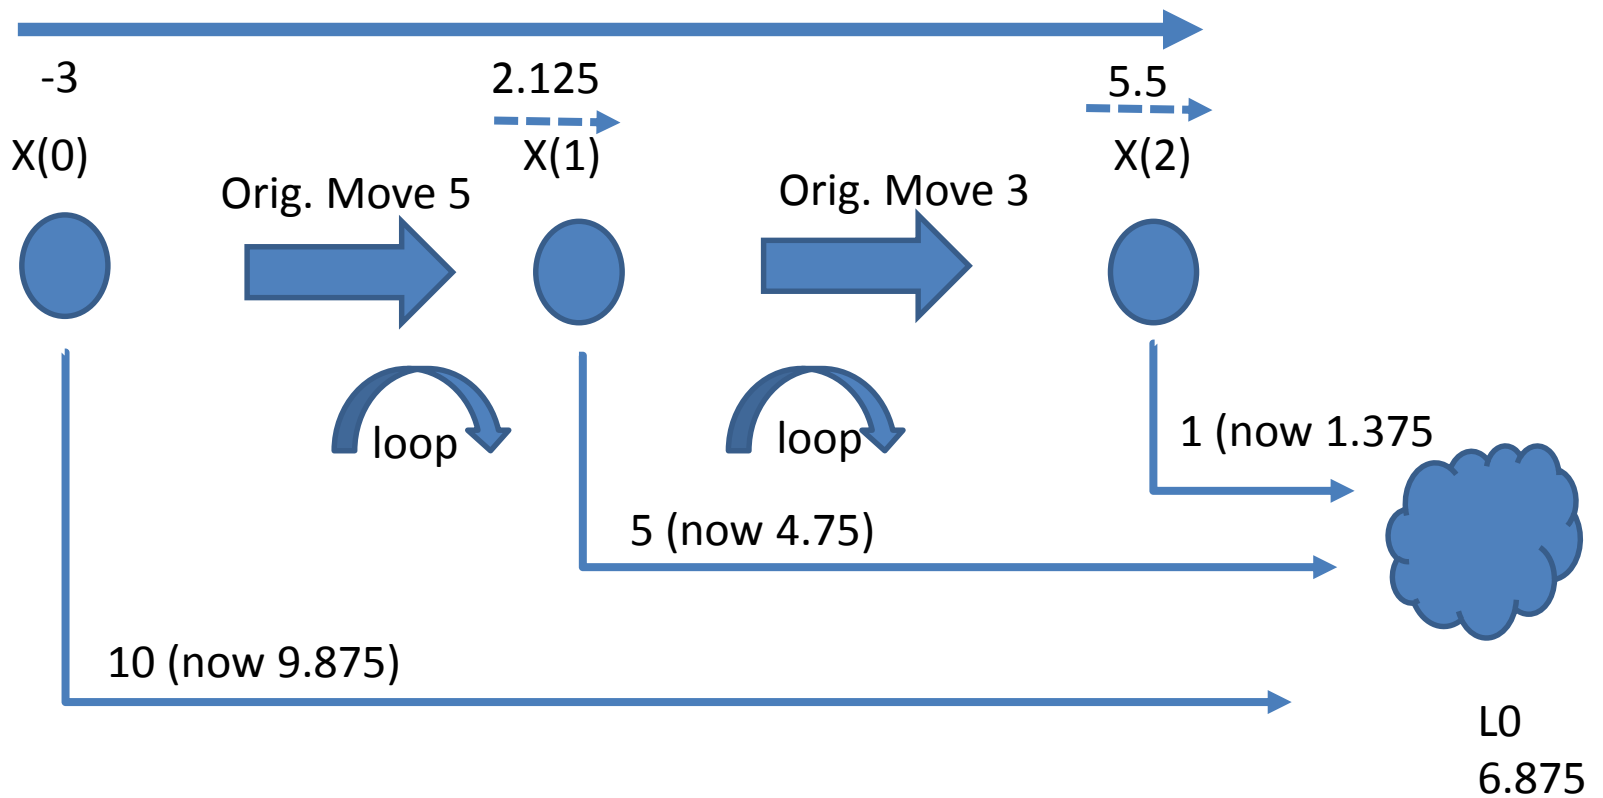 -3
2.125
5.5
X(0)
X(1)
X(2)
Orig. Move 5
Orig. Move 3
loop
loop
1 (now 1.375
5 (now 4.75)
10 (now 9.875)
L0
6.875